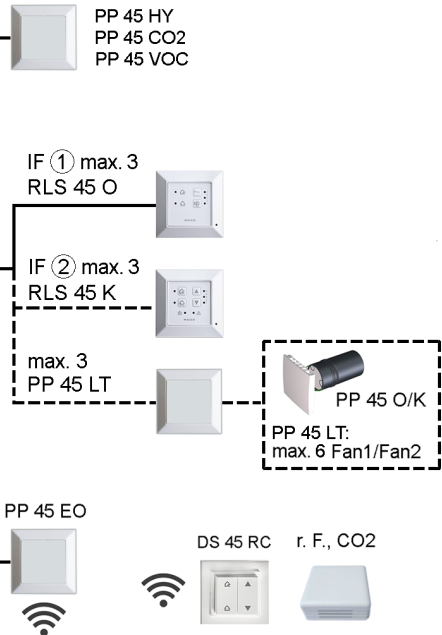 PP 45 HY
PP 45 CO2
PP 45 VOC
IF ① max. 3
RLS 45 O
IF ② max. 3
RLS 45 K
max. 3
PP 45 LT
PP 45 O/K
PP 45 LT:
max. 6 Fan1/Fan2
PP 45 EO
DS 45 RC
r. F., CO2